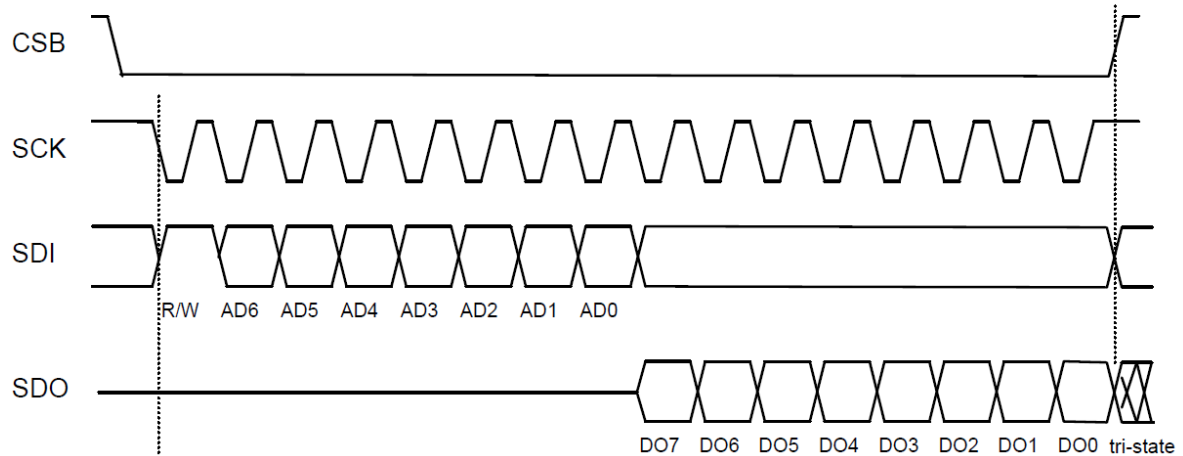 CSB
SCK
SDI
R/W AD6 AD5 AD4 AD3 AD2 AD1 AD0
SDO
DO7 DO6 DO5 DO4 DO3 DO2 DO1 DO0 tri-state